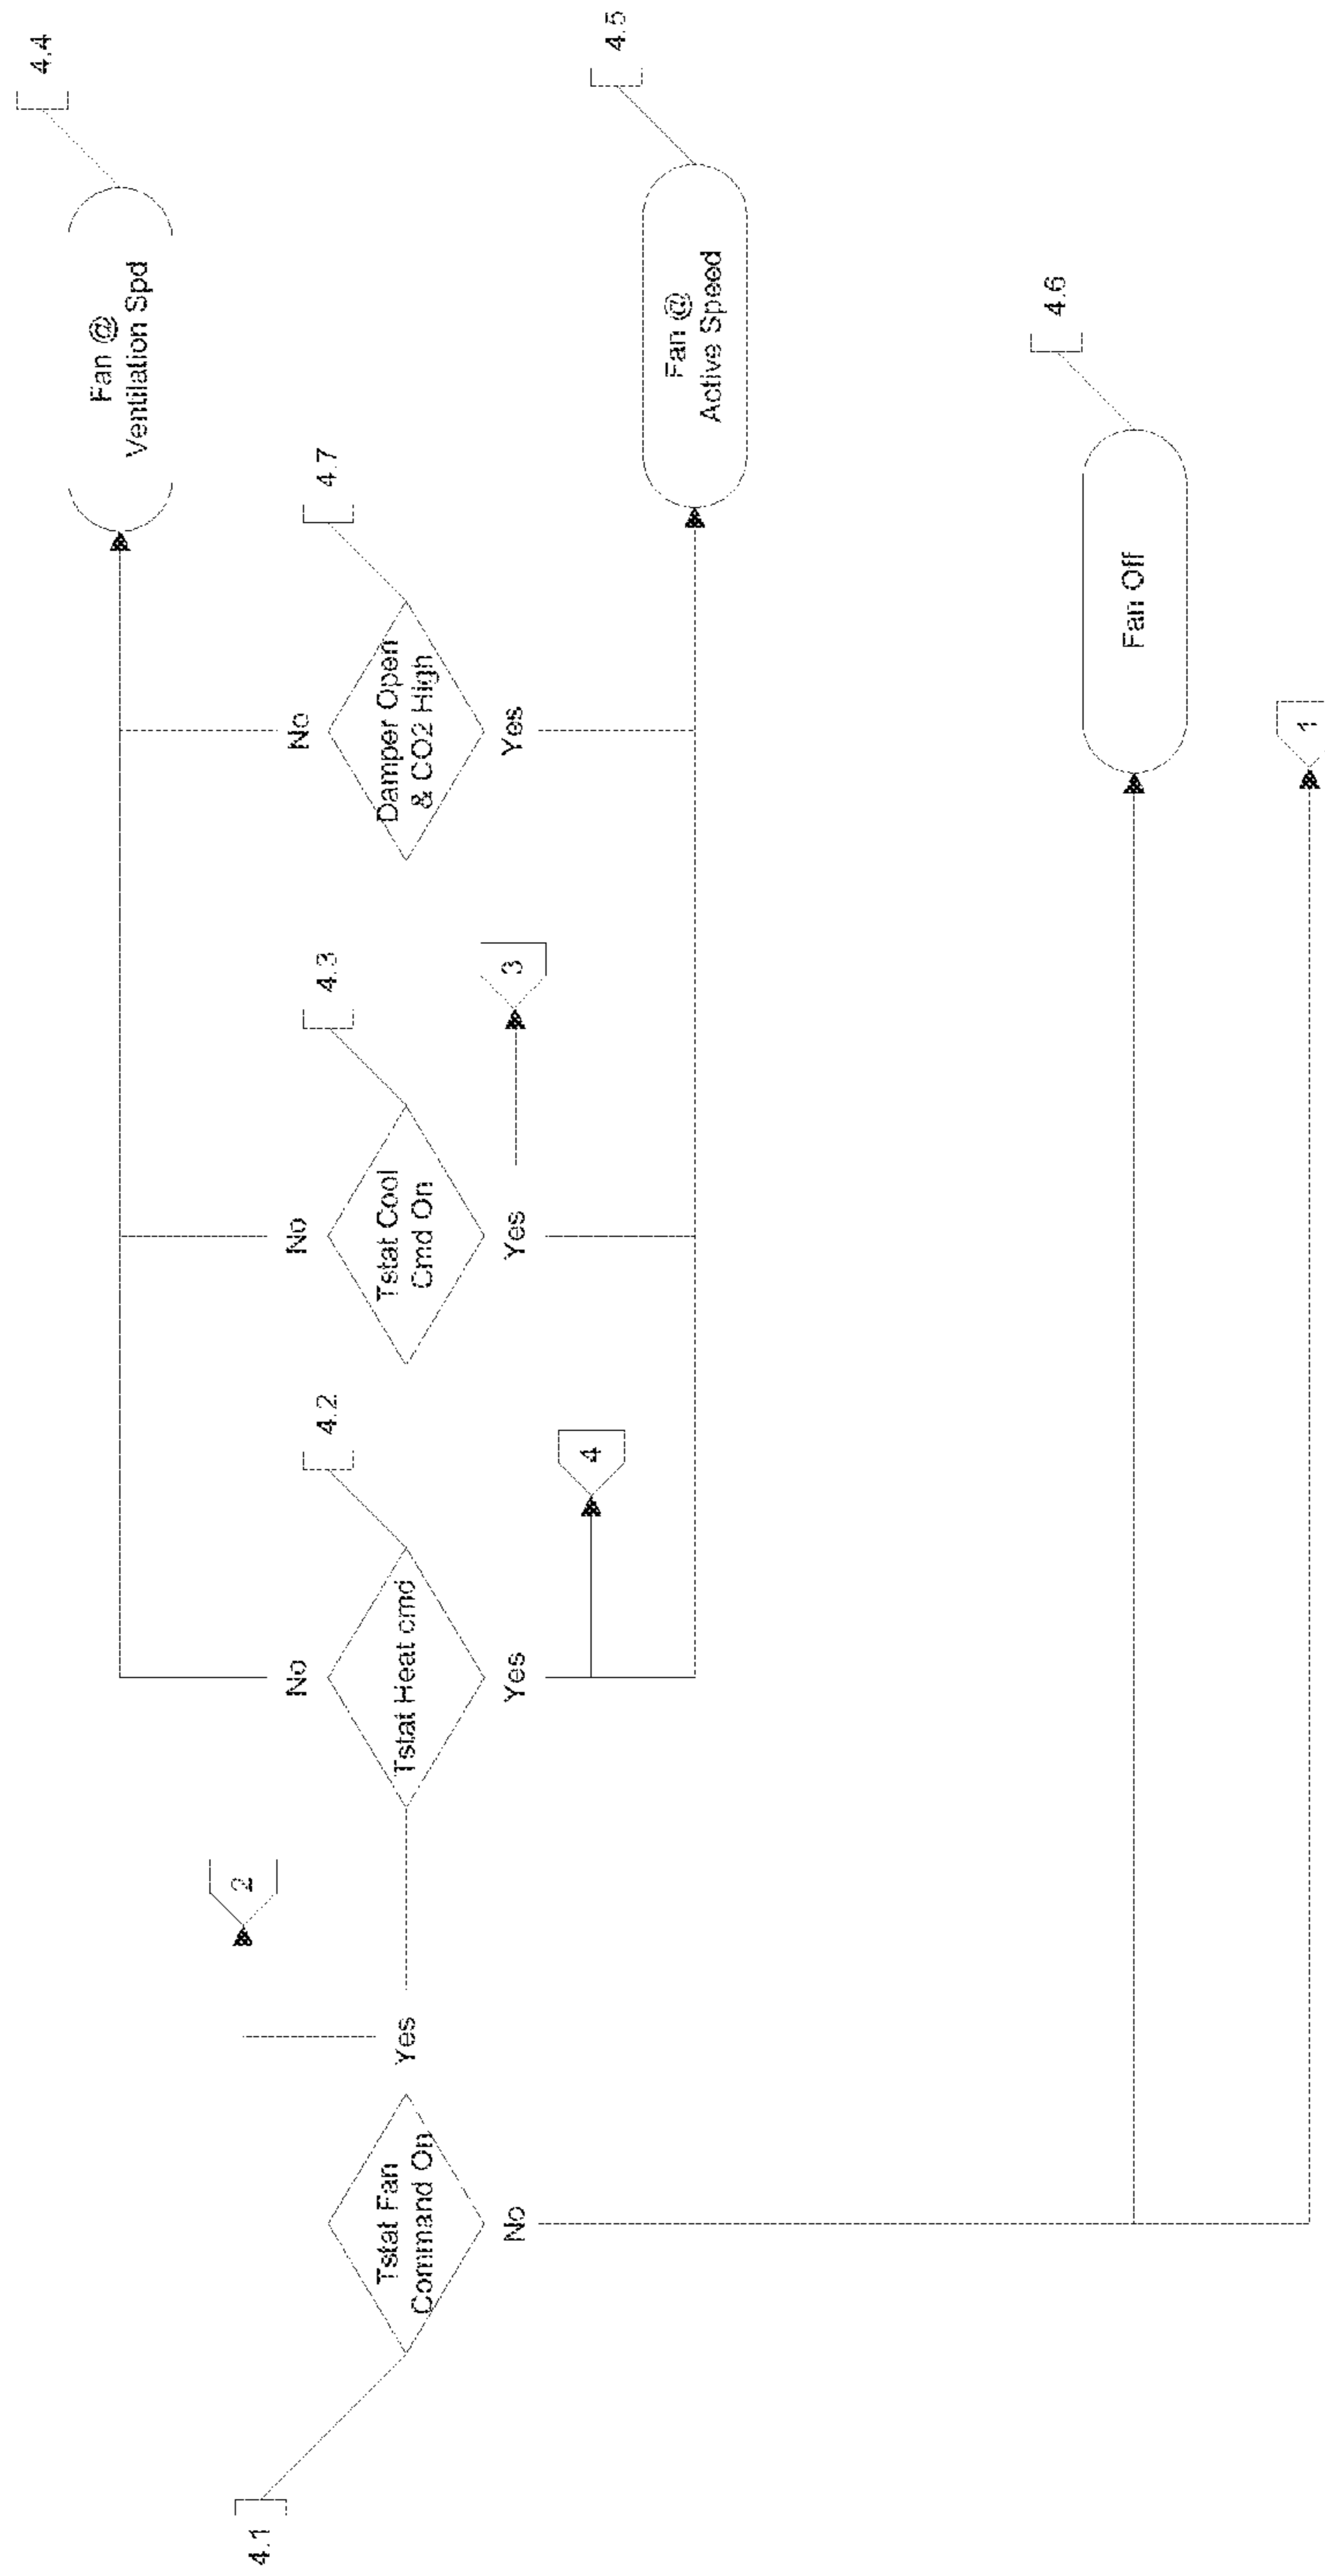 4.1
Tstat Fan
Command On
Yes
No
2
Tstat Heat cmd
4.2
No
Yes
4
Tstat Cool
Cmd On
4.3
No
Yes
3
Damper Open
& CO2 High
4.7
No
Yes
Fan @
Ventilation Spd
4.4
Fan @
Active Speed
4.5
Fan Off
4.6
1